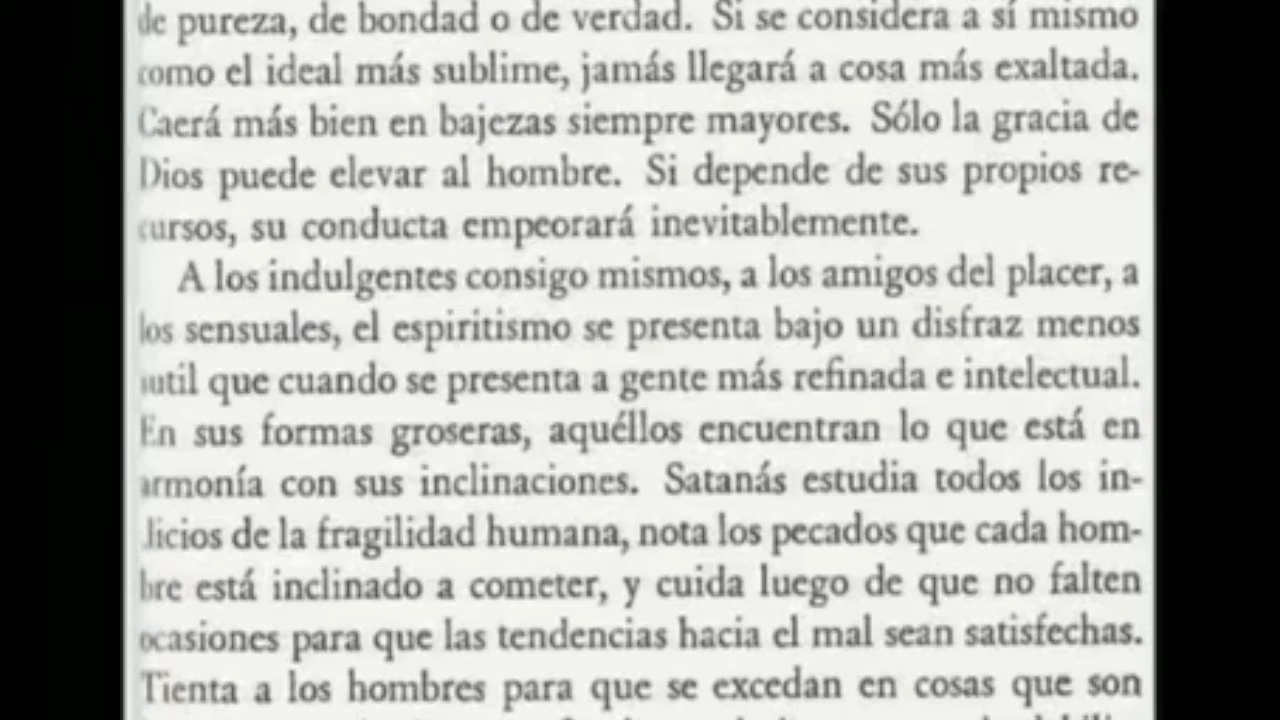 de pureza, de bondad o de verdad. Si se considera a sí mismo
como el ideal más sublime, jamás llegará a cosa más exaltada.
Caerá más bien en bajezas siempre mayores. Sólo la gracia de
Dios puede elevar al hombre. Si depende de sus propios re-
cursos, su conducta empeorará inevitablemente.
A los indulgentes consigo mismos, a los amigos del placer, a
los sensuales, el espiritismo se presenta bajo un disfraz menos
sutil que cuando se presenta a gente más refinada e intelectual.
En sus formas groseras, aquéllos encuentran lo que está en
armonía con sus inclinaciones. Satanás estudia todos los in-
dicios de la fragilidad humana, nota los pecados que cada hom-
bre está inclinado a cometer, y cuida luego de que no falten
ocasiones para que las tendencias hacia el mal sean satisfechas.
Tienta a los hombres para que se excedan en cosas que son